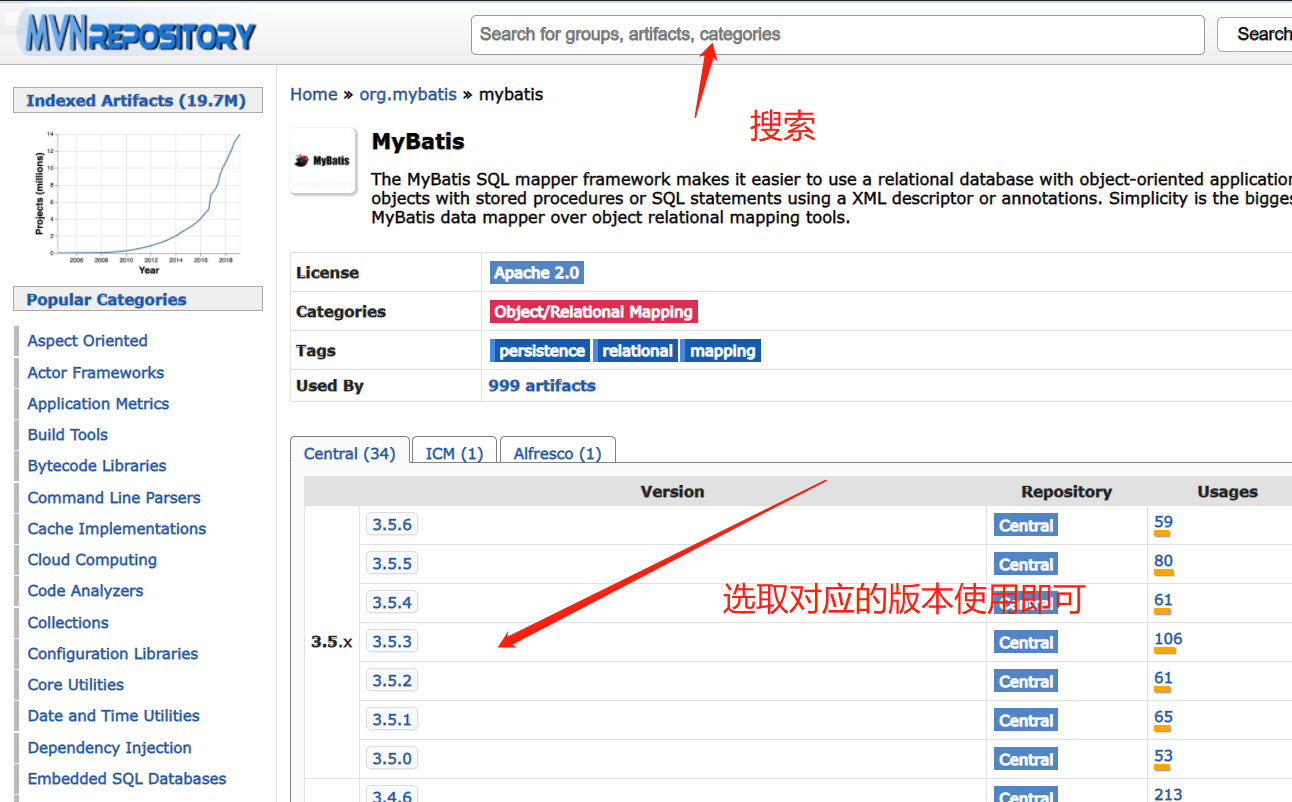 MVNREPOSITORY
Search for groups, artifacts, categories
Search
Indexed Artifacts (19.7M)
Projects (millions)
14
12
10
8
6
4
2
0
2006 2008 2010 2012 2014 2016 2018
Year
Popular Categories
Aspect Oriented
Actor Frameworks
Application Metrics
Build Tools
Bytecode Libraries
Command Line Parsers
Cache Implementations
Cloud Computing
Code Analyzers
Collections
Configuration Libraries
Core Utilities
Date and Time Utilities
Dependency Injection
Embedded SQL Databases
Home » org.mybatis » mybatis
搜索
MyBatis
MyBatis
The MyBatis SQL mapper framework makes it easier to use a relational database with object-oriented
objects with stored procedures or SQL statements using a XML descriptor or annotations. Simplicity is the
MyBatis data mapper over object relational mapping tools.
License Apache 2.0
Categories Object/Relational Mapping
Tags persistence relational mapping
Used By 999 artifacts
Central (34) ICM (1) Alfresco (1)
Version Repository Usages
3.5.6 Central 59
3.5.5 Central 80
3.5.4 61
选取对应的版本使用即可
3.5.x 3.5.3 Central 106
3.5.2 Central 61
3.5.1 Central 65
3.5.0 Central 53
3.4.6 Central 213